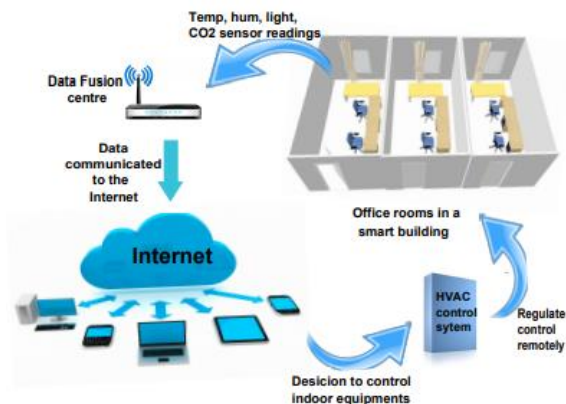 Temp, hum, light,
CO2 sensor readings
Data Fusion
centre
Data
communicated
to the
Internet
Internet
Office rooms in a
smart building
HVAC
control
sytem
Regulate
control
remotely
Desicion to control
indoor equipments